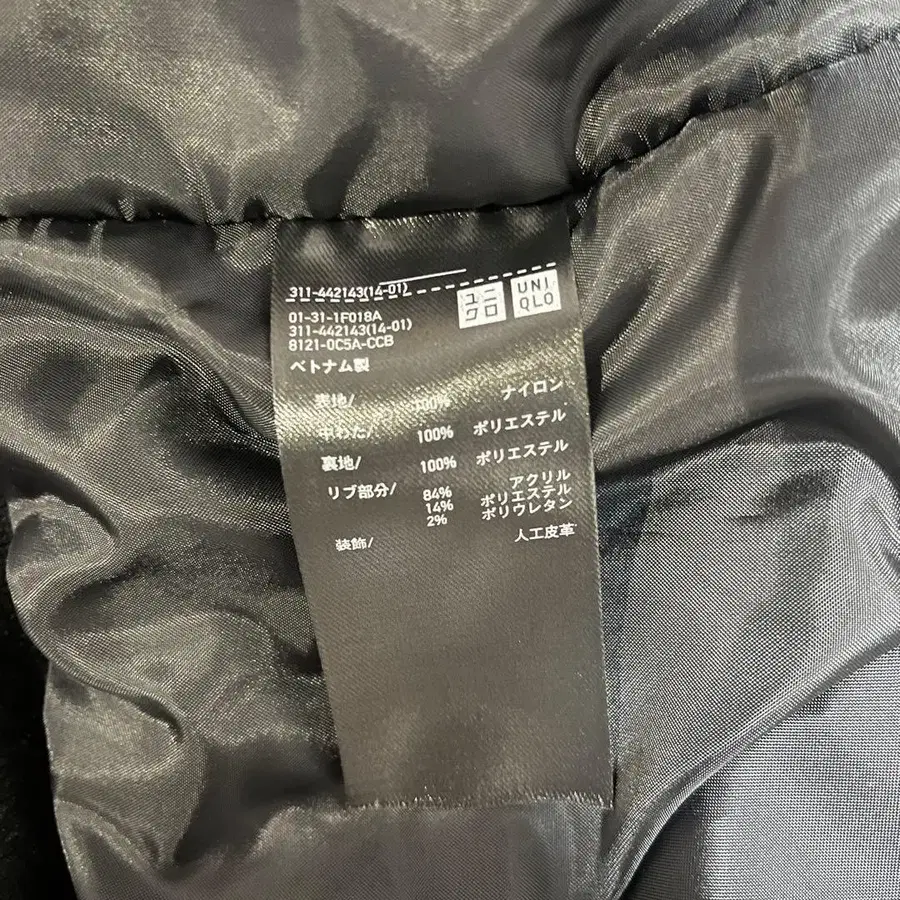 311-442143(14-01)
ユニ
クロ
UNI
QLO
01-31-1F018A
311-442143(14-01)
8121-0C5A-CCB
ベトナム製
表地/ 100% ナイロン
中わた/ 100% ポリエステル
裏地/ 100% ポリエステル
リブ部分/ 84% アクリル
14% ポリエステル
2% ポリウレタン
装飾/ 人工皮革